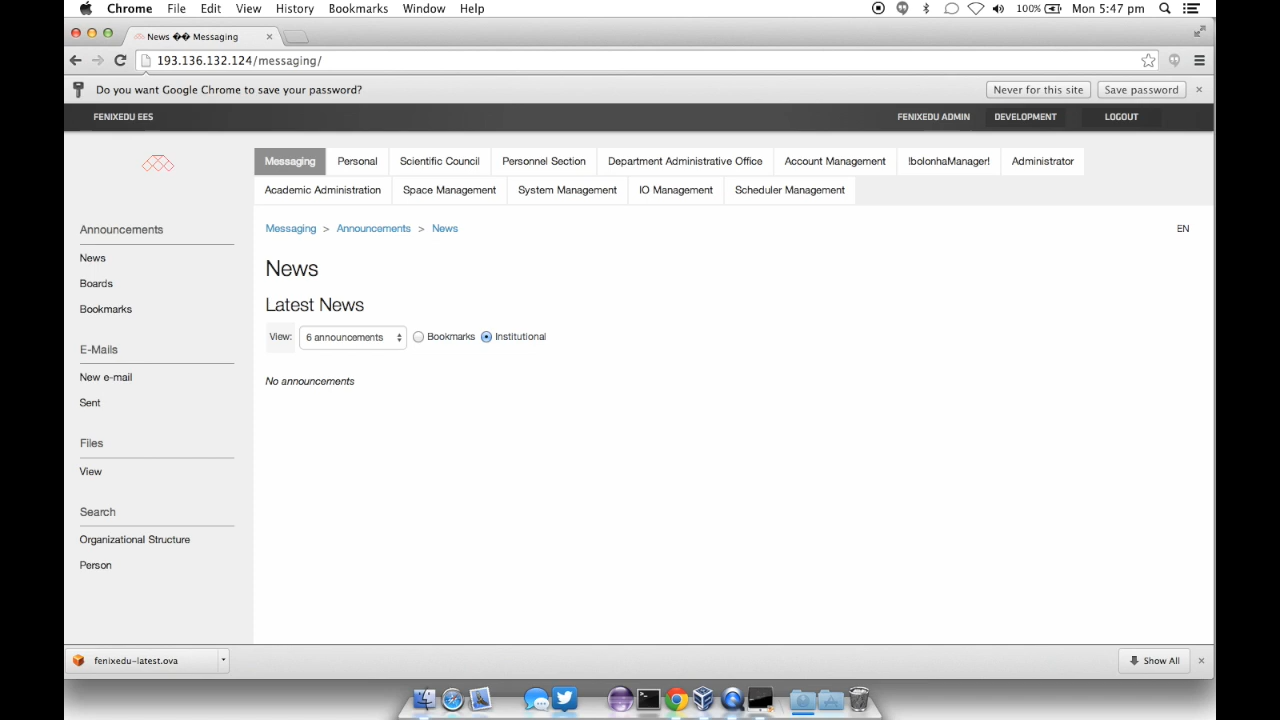 Chrome File Edit View History Bookmarks Window Help 100% Mon 5:47 pm
News �� Messaging
193.136.132.124/messaging/
Do you want Google Chrome to save your password? Never for this site Save password
FENIXEDU EES FENIXEDU ADMIN DEVELOPMENT LOGOUT
Messaging Personal Scientific Council Personnel Section Department Administrative Office Account Management !bolonhaManager! Administrator
Academic Administration Space Management System Management IO Management Scheduler Management
Messaging > Announcements > News EN
News
Latest News
View: 6 announcements Bookmarks Institutional
No announcements
Announcements
News
Boards
Bookmarks
E-Mails
New e-mail
Sent
Files
View
Search
Organizational Structure
Person
fenixedu-latest.ova Show All